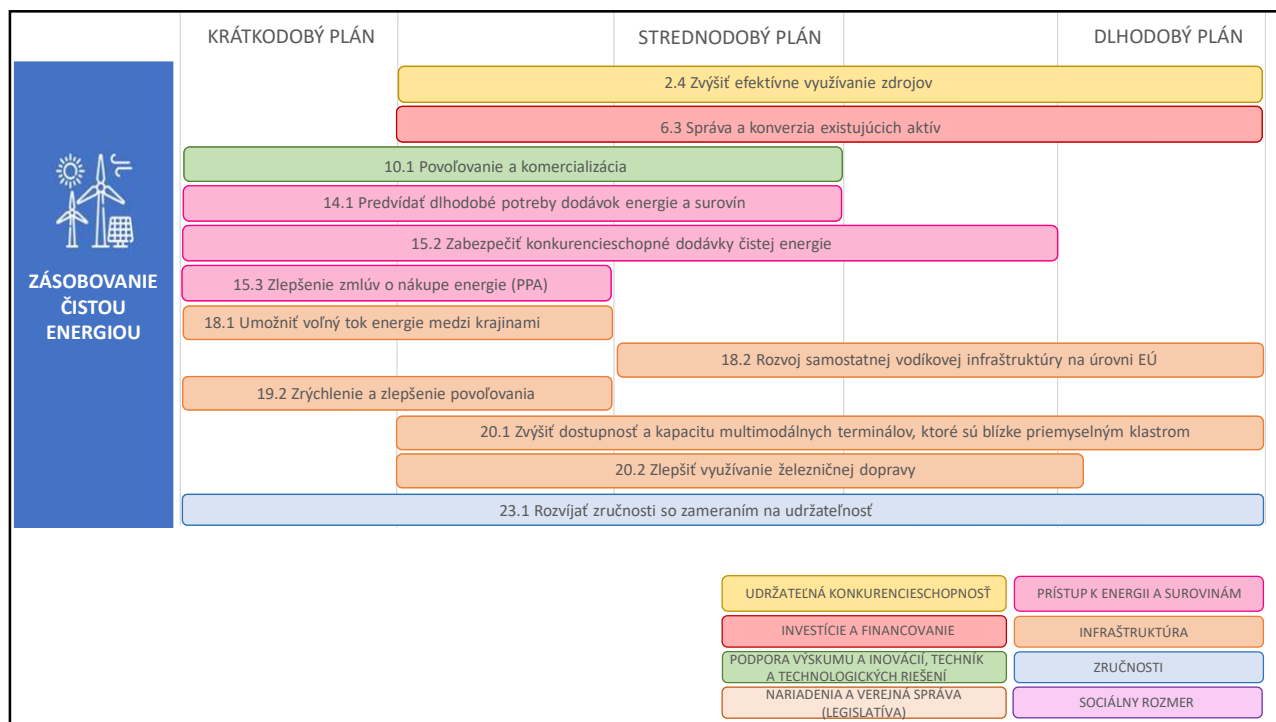 KRÁTKODOBÝ PLÁN
STREDNODOBÝ PLÁN
DLHODOBÝ PLÁN
ZÁSOBOVANIE
ČISTOU
ENERGIOU
2.4 Zvýšiť efektívne využívanie zdrojov
6.3 Správa a konverzia existujúcich aktív
10.1 Povoľovanie a komercializácia
14.1 Predvídať dlhodobé potreby dodávok energie a surovín
15.2 Zabezpečiť konkurencieschopné dodávky čistej energie
15.3 Zlepšenie zmlúv o nákupe energie (PPA)
18.1 Umožniť voľný tok energie medzi krajinami
18.2 Rozvoj samostatnej vodíkovej infraštruktúry na úrovni EÚ
19.2 Zrýchlenie a zlepšenie povoľovania
20.1 Zvýšiť dostupnosť a kapacitu multimodálnych terminálov, ktoré sú blízke priemyselným klastrom
20.2 Zlepšiť využívanie železničnej dopravy
23.1 Rozvíjať zručnosti so zameraním na udržateľnosť
UDRŽATEĽNÁ KONKURENCIESCHOPNOSŤ
PRÍSTUP K ENERGII A SUROVINÁM
INVESTÍCIE A FINANCOVANIE
INFRAŠTRUKTÚRA
PODPORA VÝSKUMU A INOVÁCIÍ, TECHNÍK
A TECHNOLOGICKÝCH RIEŠENÍ
ZRUČNOSTI
NARIADENIA A VEREJNÁ SPRÁVA
(LEGISLATÍVA)
SOCIÁLNY ROZMER